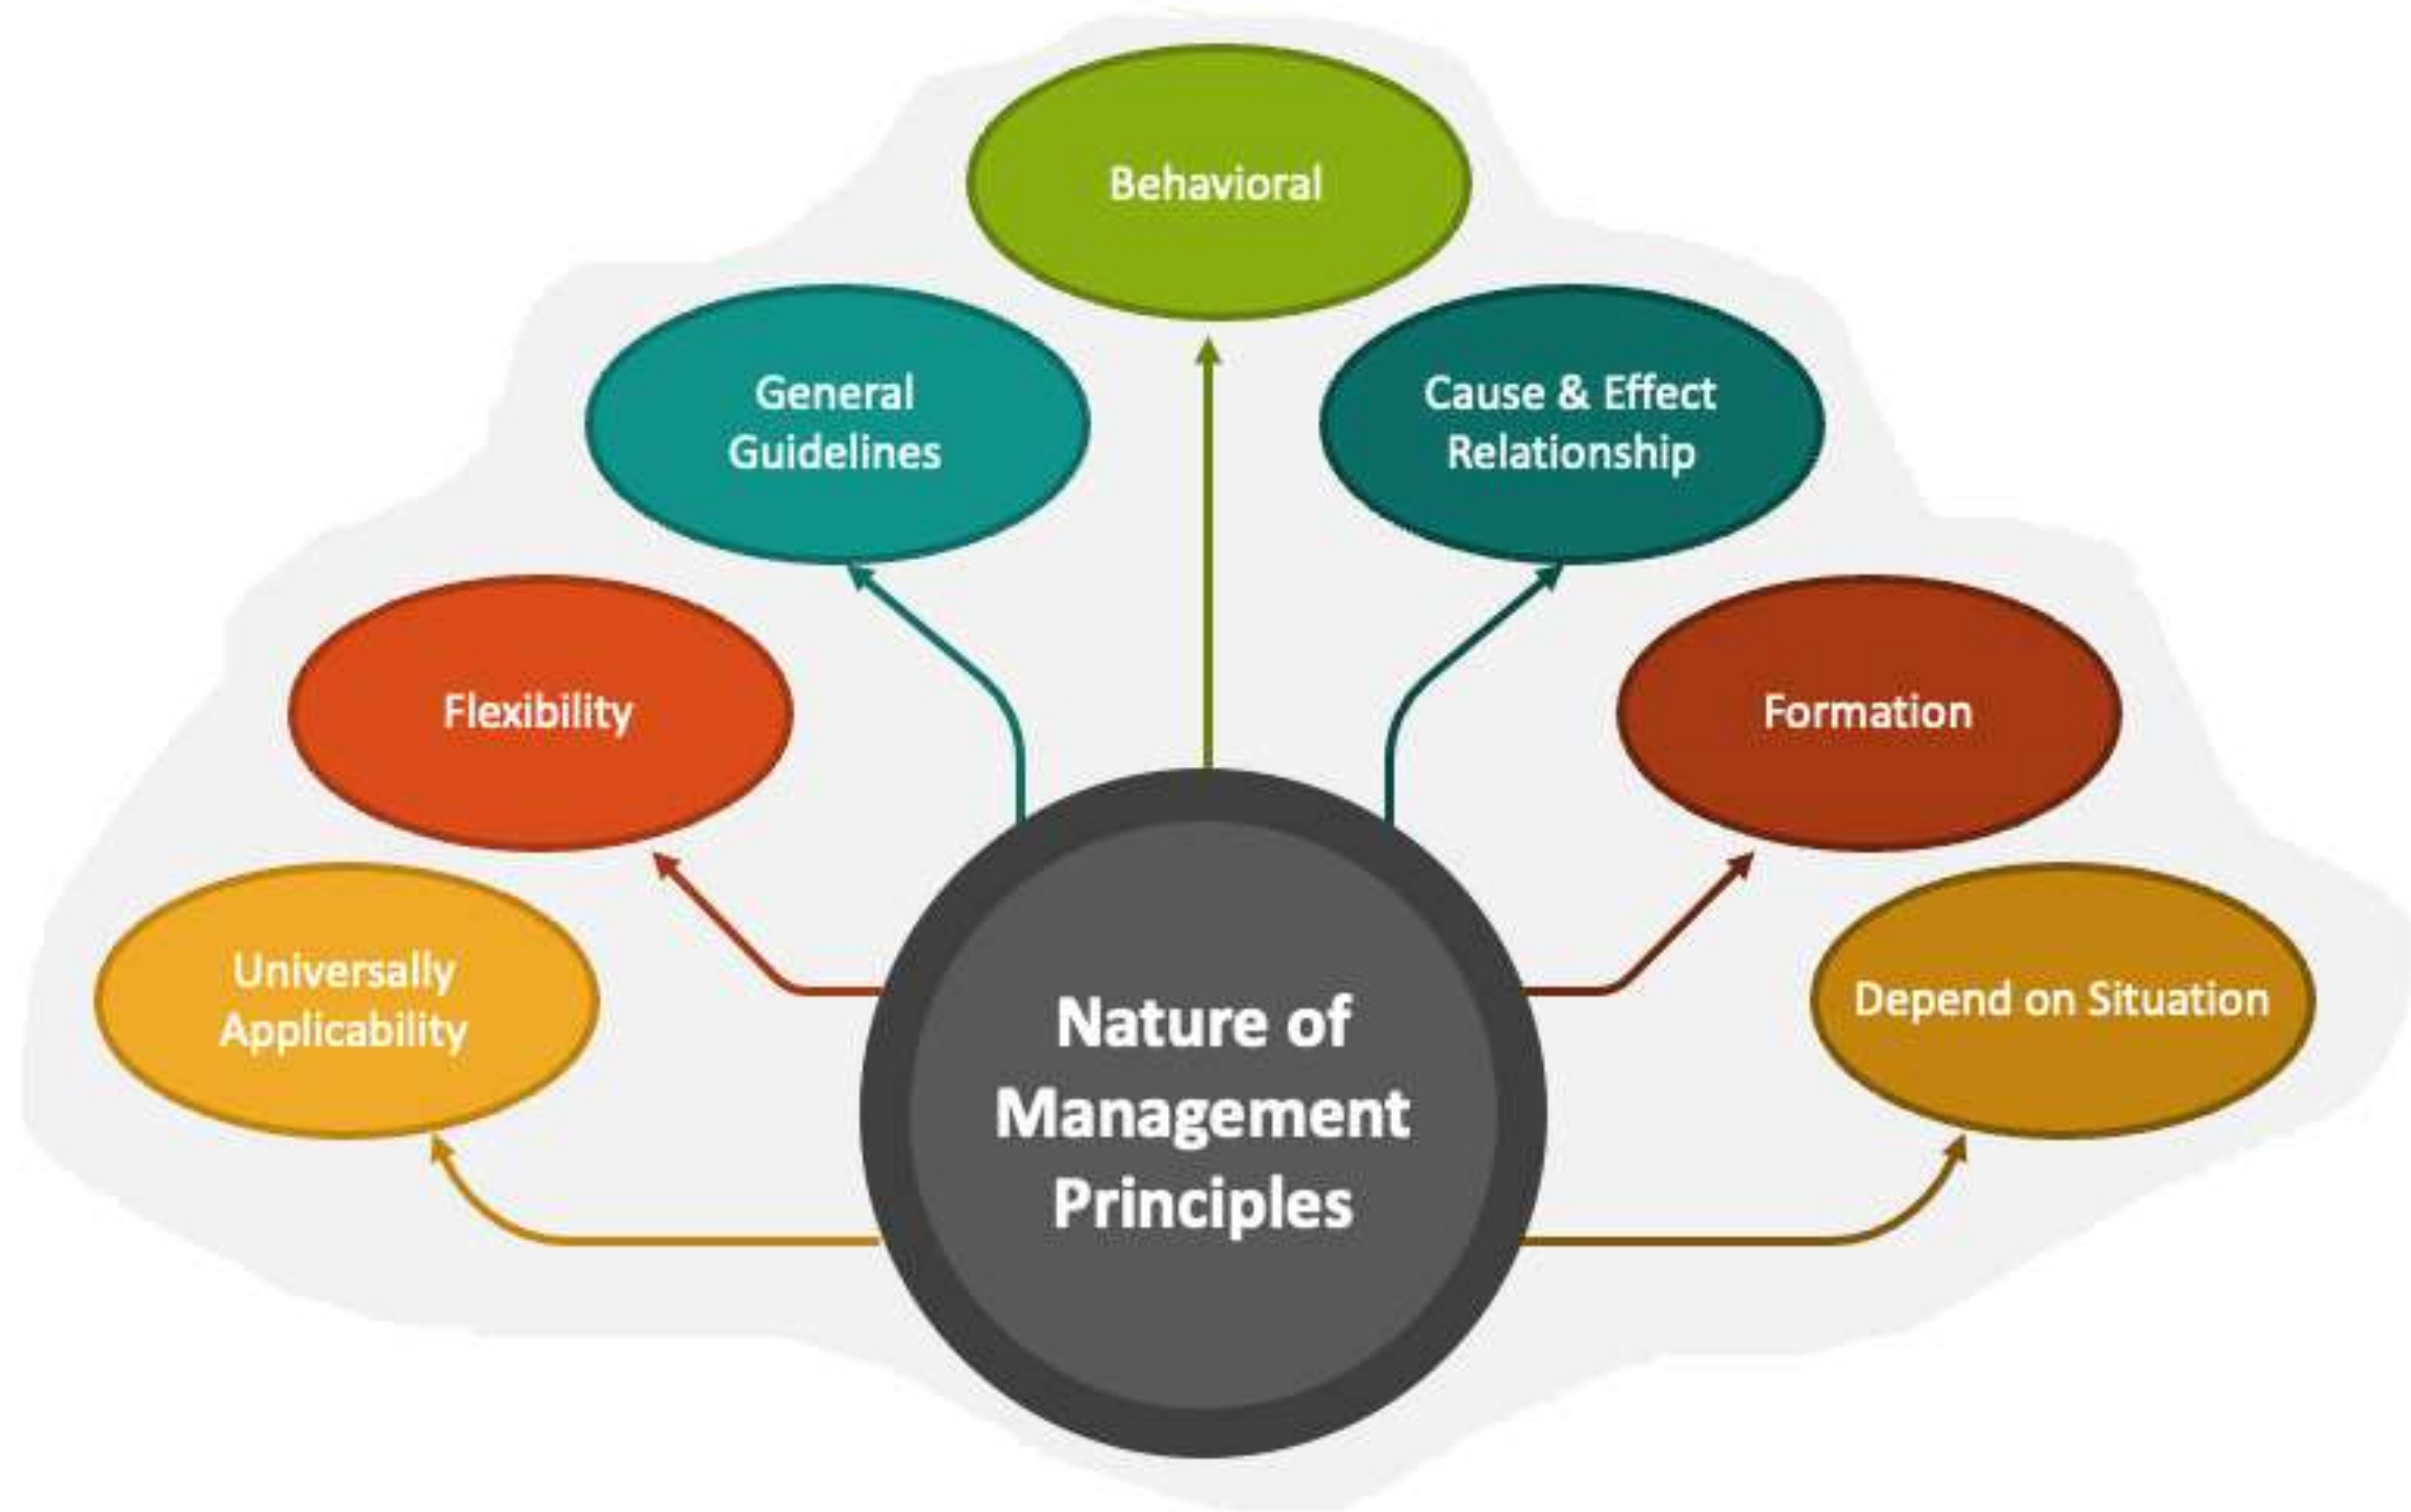 Behavioral
General
Guidelines
Cause & Effect
Relationship
Flexibility
Formation
Universally
Applicability
Depend on Situation
Nature of
Management
Principles